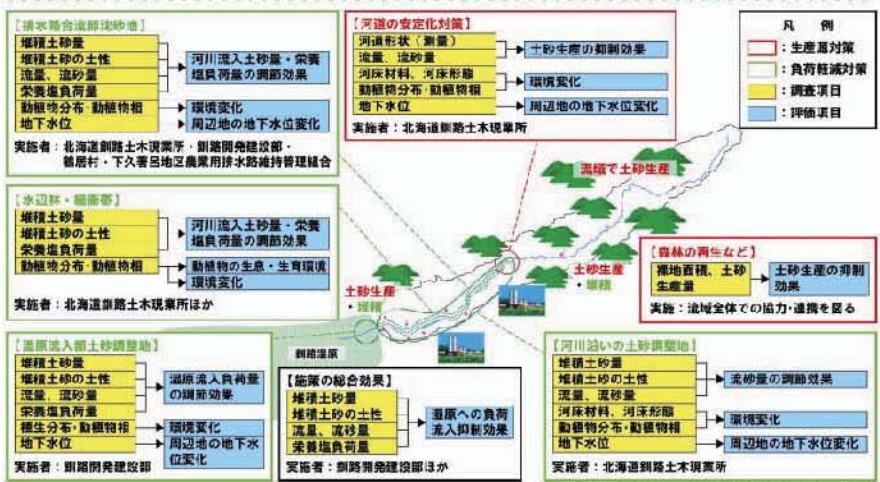 【排水路合流部沈砂池】
堆積土砂量
堆積土砂の土性
流量、流砂量
栄養塩負荷量
動植物分布・動植物相
地下水位
河川流入土砂量・栄養
塩負荷量の調節効果
環境変化
周辺地の地下水位変化
実施者：北海道釧路土木現業所・釧路開発建設部・
鶴居村・下久著呂地区農業用排水路維持管理組合
【河道の安定化対策】
河道形状（測量）
流量、流砂量
河床材料、河床形態
動植物分布・動植物相
地下水位
土砂生産の抑制効果
環境変化
周辺地の地下水位変化
実施者：北海道釧路土木現業所
凡　例
：生産源対策
：負荷軽減対策
：調査項目
：評価項目
【水辺林・緩衝帯】
堆積土砂量
堆積土砂の土性
栄養塩負荷量
動植物分布・動植物相
河川流入土砂量・栄養
塩負荷量の調節効果
動植物の生息・生育環境
環境変化
実施者：北海道釧路土木現業所ほか
流域で土砂生産
土砂生産
・堆積
土砂生産
・堆積
釧路湿原
【森林の再生など】
裸地面積、土砂
生産量
土砂生産の抑制
効果
実施：流域全体での協力・連携を図る
【湿原流入部土砂調整地】
堆積土砂量
堆積土砂の土性
流量、流砂量
栄養塩負荷量
植生分布・動植物相
地下水位
湿原流入負荷量
の調節効果
環境変化
周辺地の地下水
位変化
実施者：釧路開発建設部
【施策の総合効果】
堆積土砂量
堆積土砂の土性
流量、流砂量
栄養塩負荷量
湿原への負荷
流入抑制効果
実施者：釧路開発建設部ほか
【河川沿いの土砂調整地】
堆積土砂量
堆積土砂の土性
流量、流砂量
河床材料、河床形態
動植物分布・動植物相
地下水位
流砂量の調節効果
環境変化
周辺地の地下水位変化
実施者：北海道釧路土木現業所